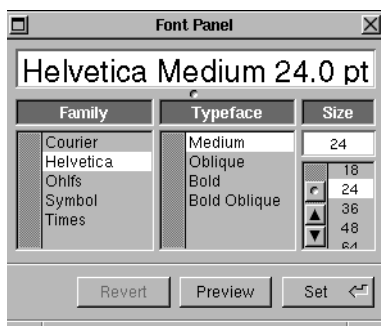 Font Panel
Helvetica Medium 24.0 pt
Family Typeface Size
Courier Medium 24
Helvetica Oblique 18
Ohlfs Bold 24
Symbol Bold Oblique 36
Times 48
64
Revert Preview Set